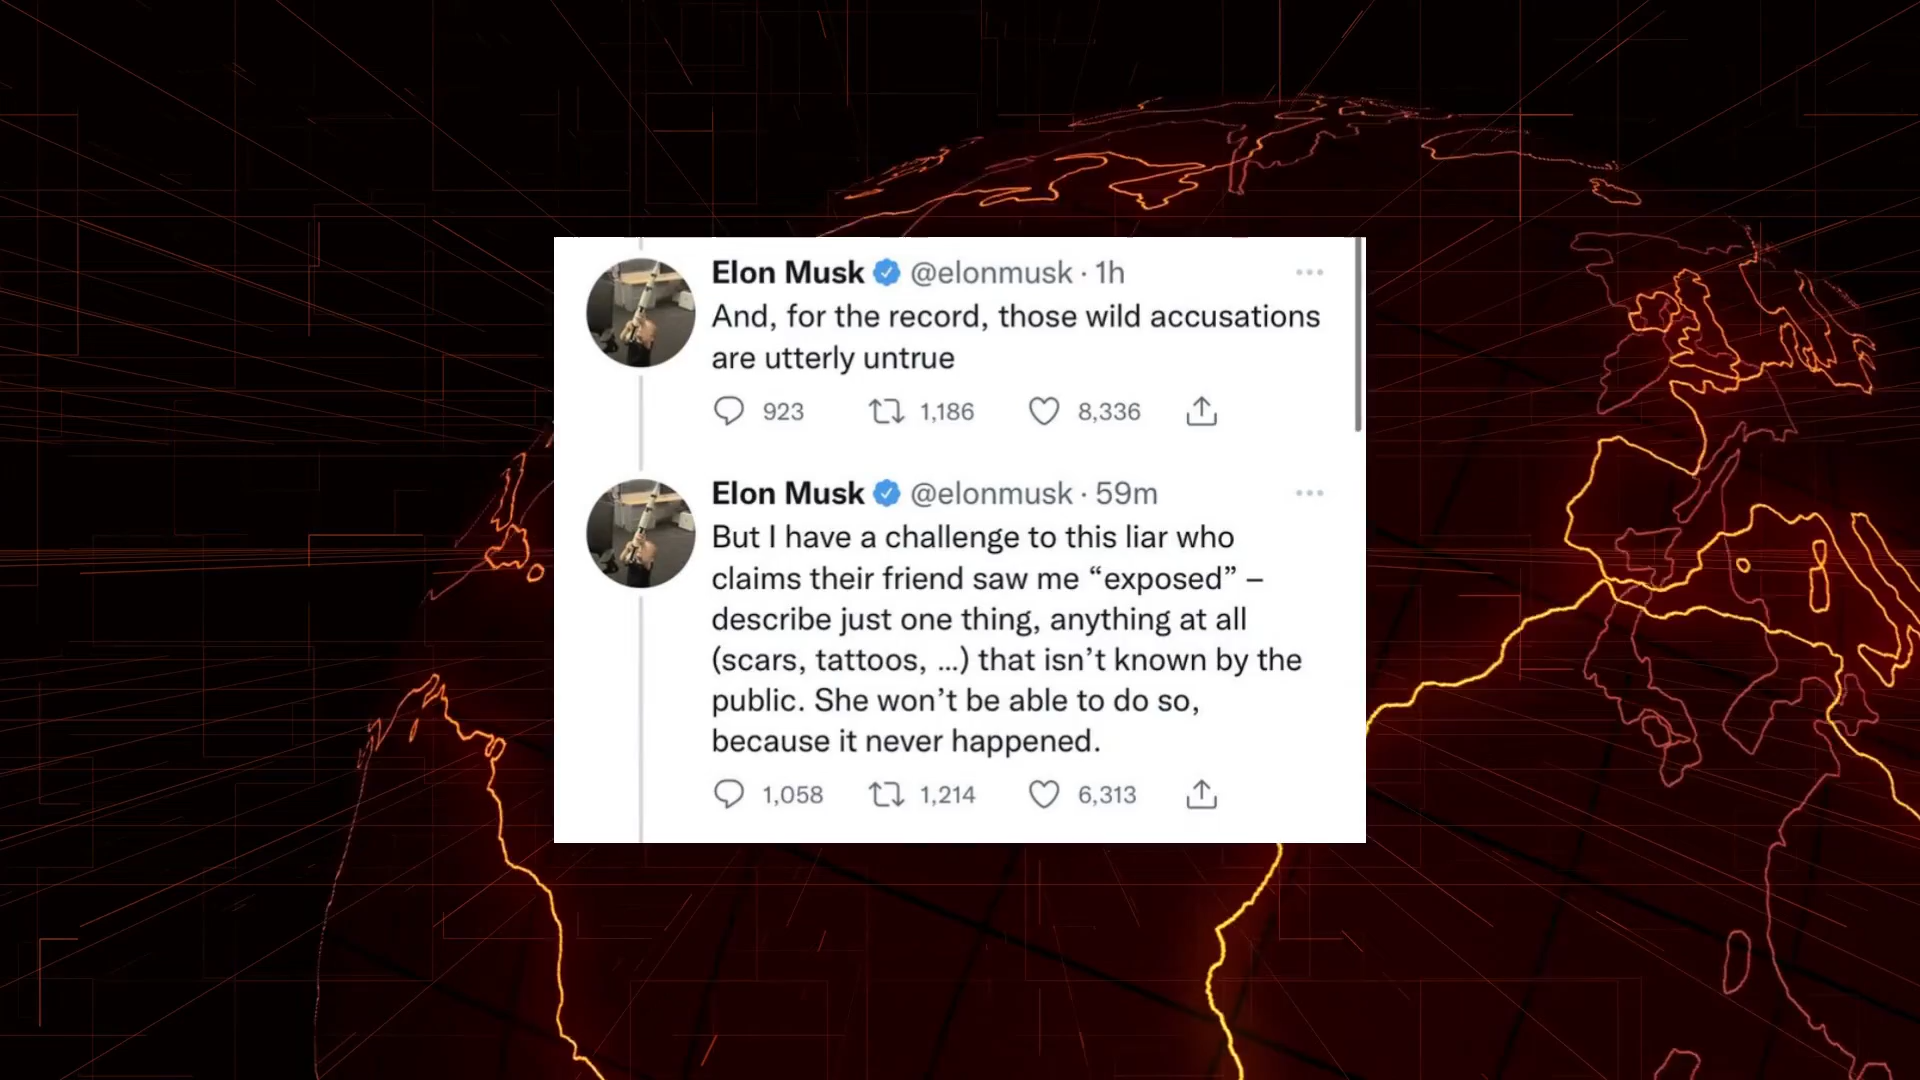 Elon Musk @elonmusk · 1h
And, for the record, those wild accusations
are utterly untrue
923 1,186 8,336
Elon Musk @elonmusk · 59m
But I have a challenge to this liar who
claims their friend saw me “exposed” –
describe just one thing, anything at all
(scars, tattoos, …) that isn’t known by the
public. She won’t be able to do so,
because it never happened.
1,058 1,214 6,313